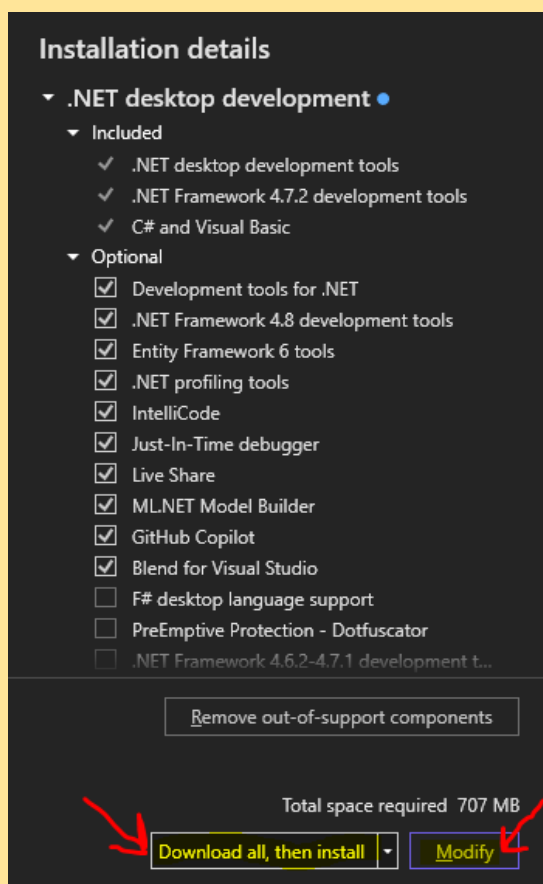 Installation details
.NET desktop development
Included
.NET desktop development tools
.NET Framework 4.7.2 development tools
C# and Visual Basic
Optional
Development tools for .NET
.NET Framework 4.8 development tools
Entity Framework 6 tools
.NET profiling tools
IntelliCode
Just-In-Time debugger
Live Share
ML.NET Model Builder
GitHub Copilot
Blend for Visual Studio
F# desktop language support
PreEmptive Protection - Dotfuscator
.NET Framework 4.6.2-4.7.1 development t...
Remove out-of-support components
Total space required 707 MB
Download all, then install Modify